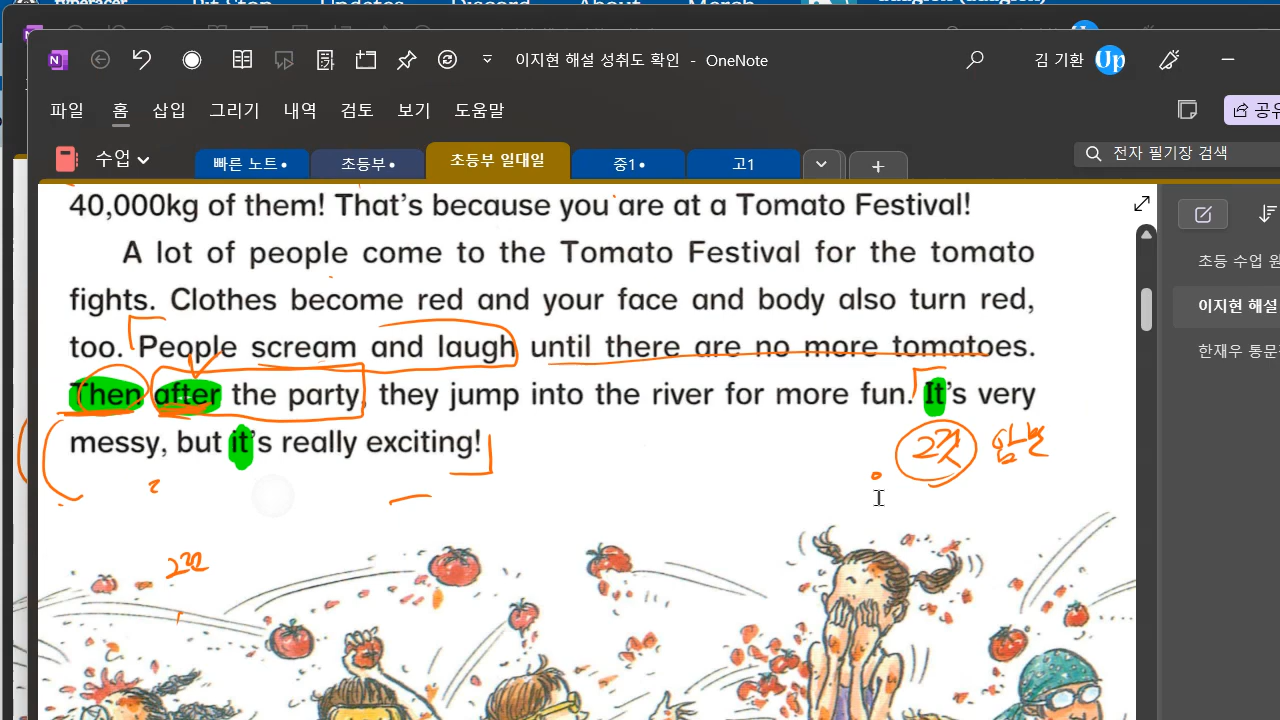 이지현 해설 성취도 확인 - OneNote
김 기환
Up
파일 홈 삽입 그리기 내역 검토 보기 도움말
수업
빠른 노트
초등부
초등부 일대일
중1
고1
전자 필기장 검색
초등 수업 원
이지현 해설
한재우 통문
40,000kg of them! That's because you are at a Tomato Festival!
A lot of people come to the Tomato Festival for the tomato
fights. Clothes become red and your face and body also turn red,
too. People scream and laugh until there are no more tomatoes.
Then after the party, they jump into the river for more fun. It's very
messy, but it's really exciting!